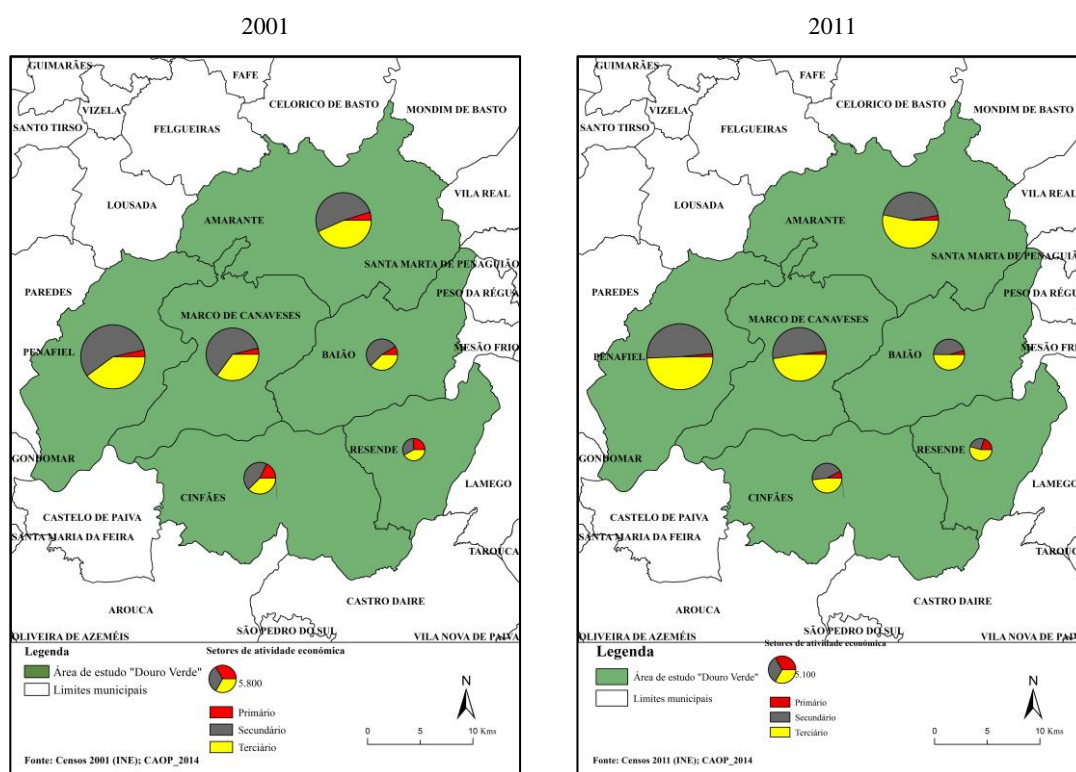 2001
GUIMARÃES
FAFE
CELORICO DE BASTO
MONDIM DE BASTO
VIZELA
SANTO TIRSO
FELGUEIRAS
VILA REAL
LOUSADA
AMARANTE
SANTA MARTA DE PENAGUIÃO
PAREDES
PESO DA RÉGUA
MARCO DE CANAVESES
PENAFIEL
BAIÃO
MESÃO FRIO
RESENDE
GONDOMAR
LAMEGO
CINFÃES
CASTELO DE PAIVA
SANTA MARIA DA FEIRA
TAROUCA
CASTRO DAIRE
AROUCA
SÃO PEDRO DO SUL
OLIVEIRA DE AZEMÉIS
VILA NOVA DE PAIVA
Legenda
Área de estudo "Douro Verde"
Limites municipais
Setores de atividade económica
5.800
Primário
Secundário
Terciário
N
0 5 10 Kms
Fonte: Censos 2001 (INE); CAOP_2014
2011
GUIMARÃES
FAFE
CELORICO DE BASTO
MONDIM DE BASTO
VIZELA
SANTO TIRSO
FELGUEIRAS
VILA REAL
LOUSADA
AMARANTE
SANTA MARTA DE PENAGUIÃO
PAREDES
PESO DA RÉGUA
MARCO DE CANAVESES
PENAFIEL
BAIÃO
MESÃO FRIO
RESENDE
GONDOMAR
LAMEGO
CINFÃES
CASTELO DE PAIVA
SANTA MARIA DA FEIRA
TAROUCA
CASTRO DAIRE
AROUCA
SÃO PEDRO DO SUL
OLIVEIRA DE AZEMÉIS
VILA NOVA DE PAIVA
Legenda
Área de estudo "Douro Verde"
Limites municipais
Setores de atividade económica
5.100
Primário
Secundário
Terciário
N
0 5 10 Kms
Fonte: Censos 2011 (INE); CAOP_2014